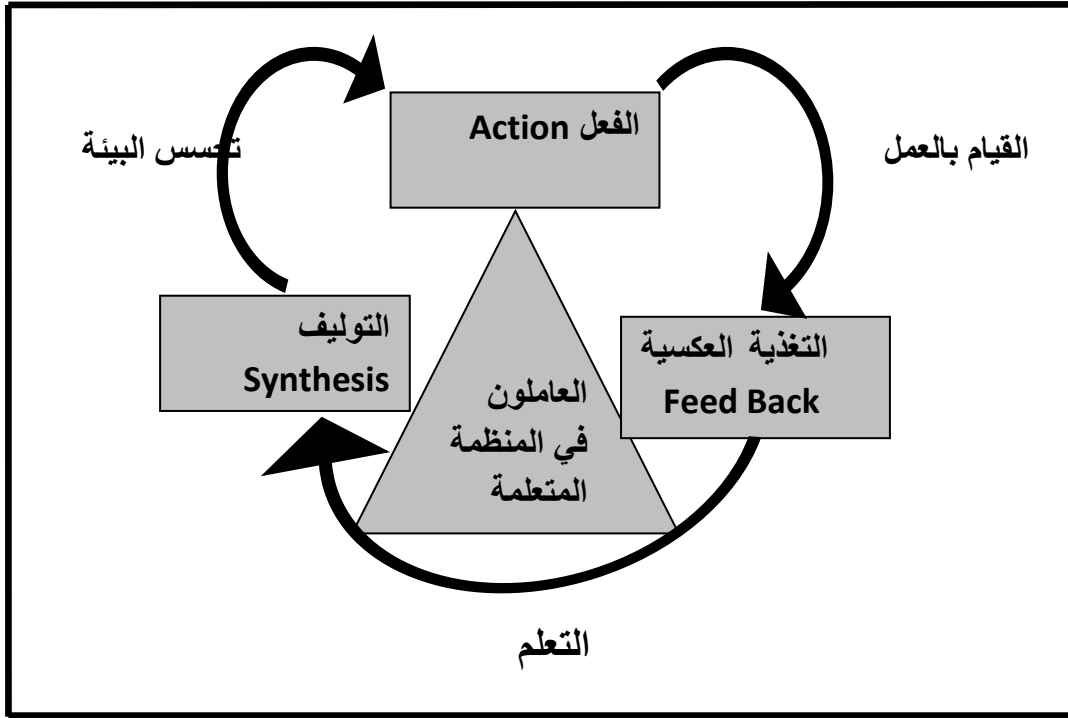 الفعل Action
تحسس البيئة
القيام بالعمل
التوليف
Synthesis
التغذية العكسية
Feed Back
العاملون
في المنظمة
المتعلمة
التعلم